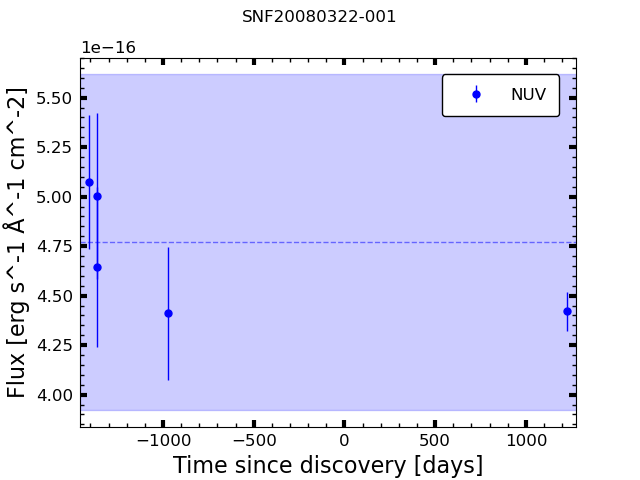 SNF20080322-001
1e−16
NUV
5.50
5.25
5.00
4.75
4.50
4.25
4.00
Flux [erg s^-1 Å^-1 cm^-2]
−1000
−500
0
500
1000
Time since discovery [days]